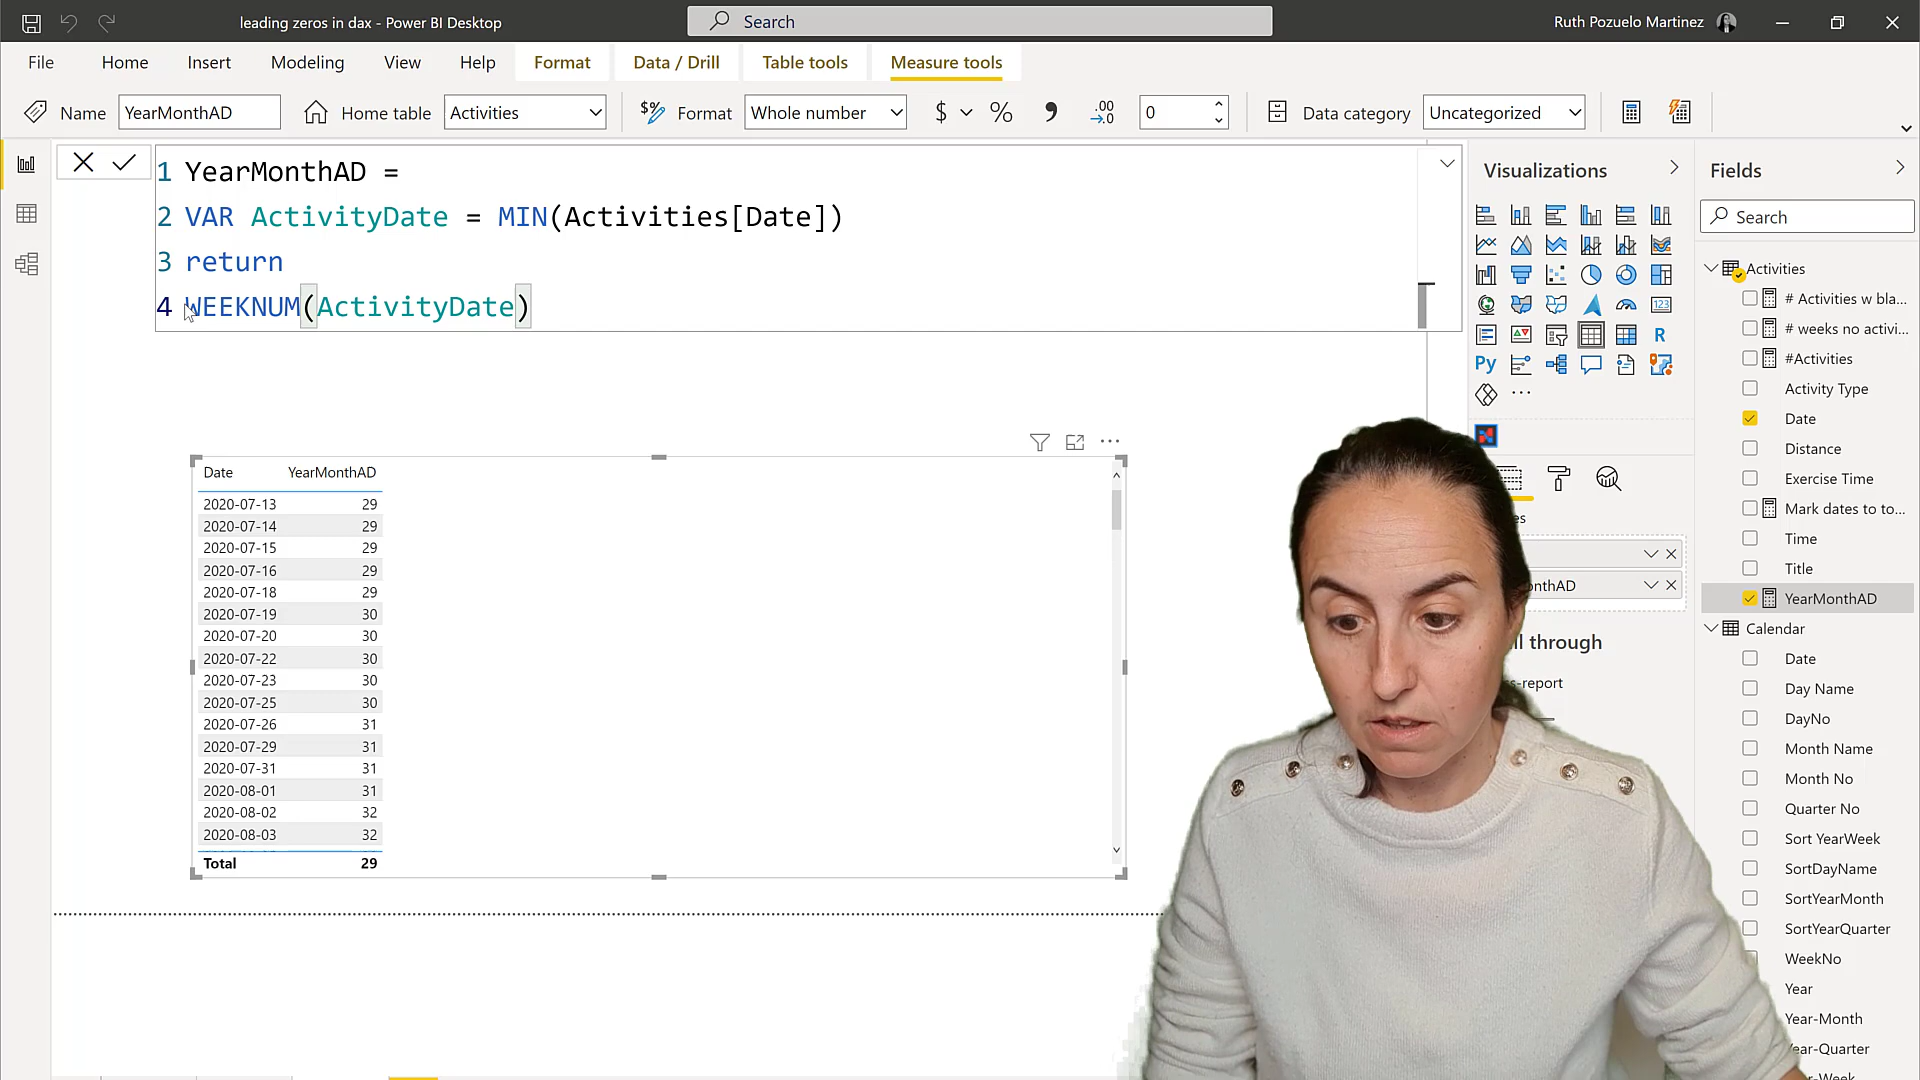 leading zeros in dax - Power BI Desktop
Search
Ruth Pozuelo Martinez
File
Home
Insert
Modeling
View
Help
Format
Data / Drill
Table tools
Measure tools
Name
YearMonthAD
Home table
Activities
Format
Whole number
$
%
.00
0
Data category
Uncategorized
1 YearMonthAD =
2 VAR ActivityDate = MIN(Activities[Date])
3 return
4 WEEKNUM(ActivityDate)
Date YearMonthAD
2020-07-13 29
2020-07-14 29
2020-07-15 29
2020-07-16 29
2020-07-18 29
2020-07-19 30
2020-07-20 30
2020-07-22 30
2020-07-23 30
2020-07-25 30
2020-07-26 31
2020-07-29 31
2020-07-31 31
2020-08-01 31
2020-08-02 32
2020-08-03 32
Total 29
Visualizations
123
R
Py
nthAD
ll through
-report
Fields
Search
Activities
# Activities w bla...
# weeks no activi...
#Activities
Activity Type
Date
Distance
Exercise Time
Mark dates to to...
Time
Title
YearMonthAD
Calendar
Date
Day Name
DayNo
Month Name
Month No
Quarter No
Sort YearWeek
SortDayName
SortYearMonth
SortYearQuarter
WeekNo
Year
Year-Month
ear-Quarter